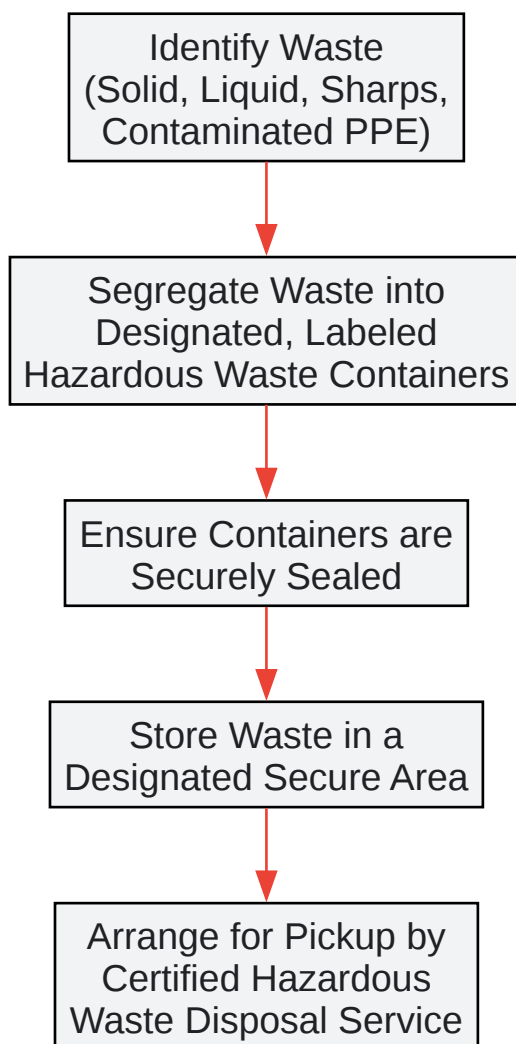 Identify Waste
(Solid, Liquid, Sharps,
Contaminated PPE)
Segregate Waste into
Designated, Labeled
Hazardous Waste Containers
Ensure Containers are
Securely Sealed
Store Waste in a
Designated Secure Area
Arrange for Pickup by
Certified Hazardous
Waste Disposal Service